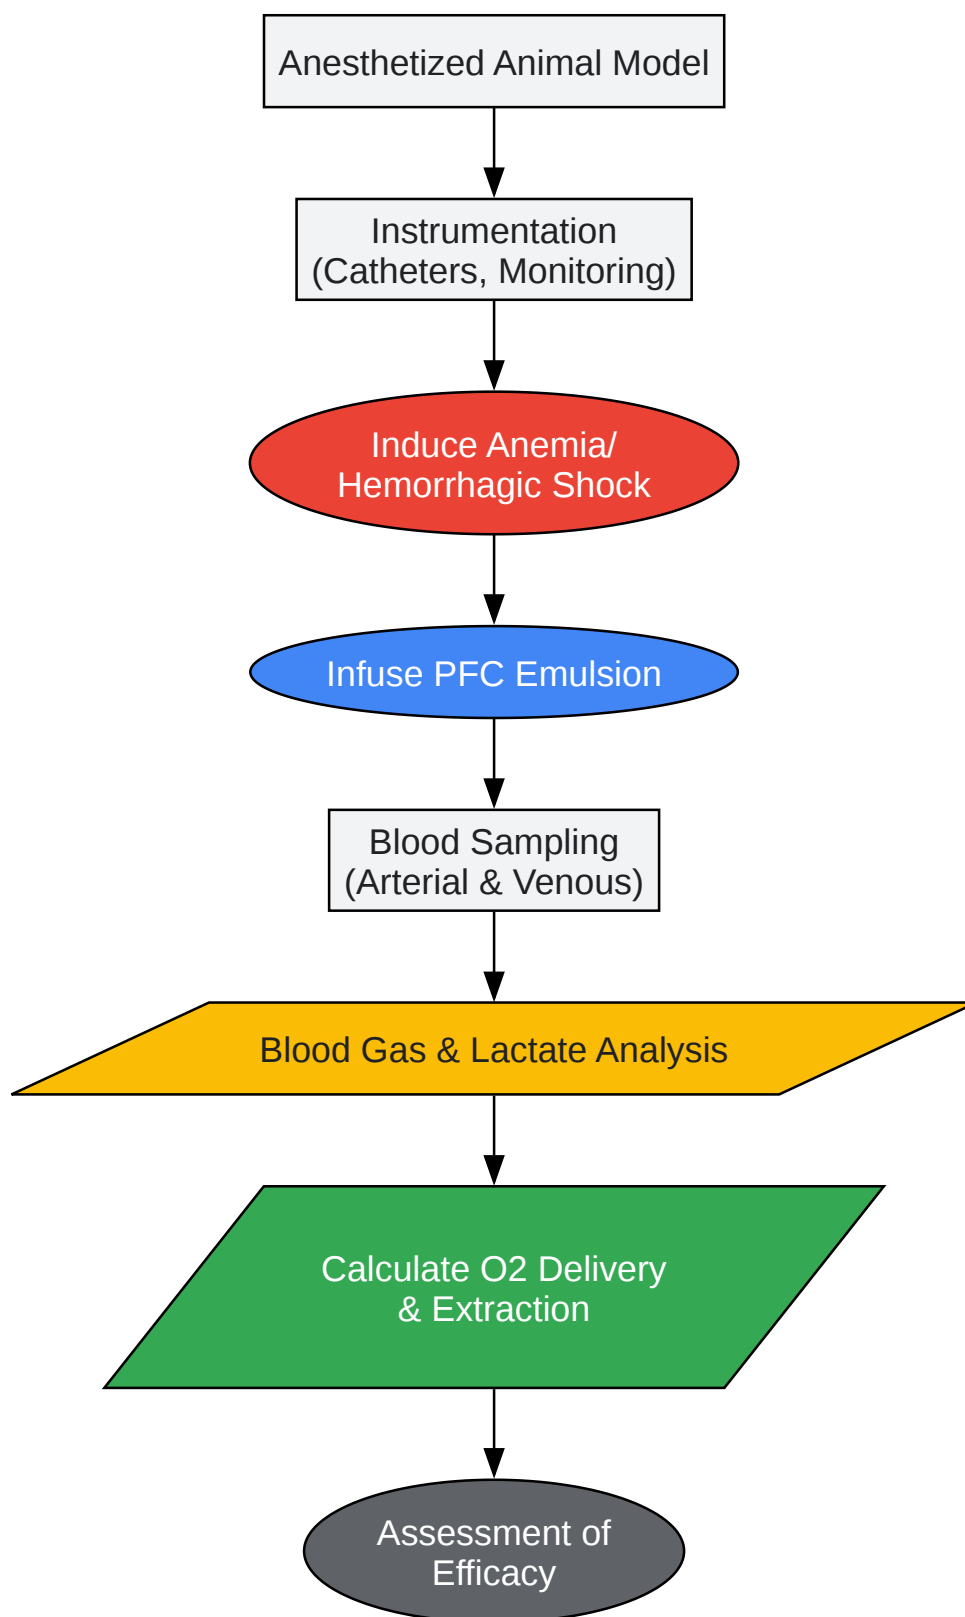 Anesthetized Animal Model
Instrumentation
(Catheters, Monitoring)
Induce Anemia/
Hemorrhagic Shock
Infuse PFC Emulsion
Blood Sampling
(Arterial & Venous)
Blood Gas & Lactate Analysis
Calculate O2 Delivery
& Extraction
Assessment of
Efficacy